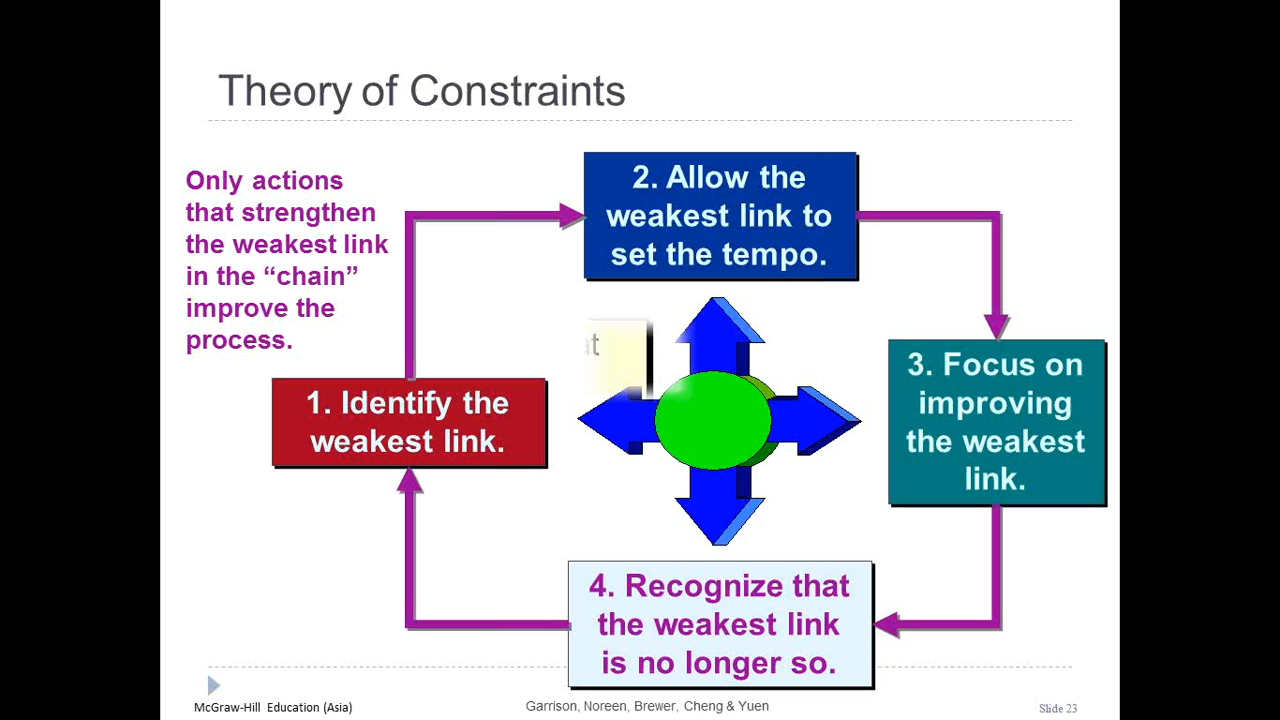 Theory of Constraints
Only actions
that strengthen
the weakest link
in the “chain”
improve the
process.
2. Allow the
weakest link to
set the tempo.
1. Identify the
weakest link.
3. Focus on
improving
the weakest
link.
4. Recognize that
the weakest link
is no longer so.
McGraw-Hill Education (Asia)
Garrison, Noreen, Brewer, Cheng & Yuen
Slide 23